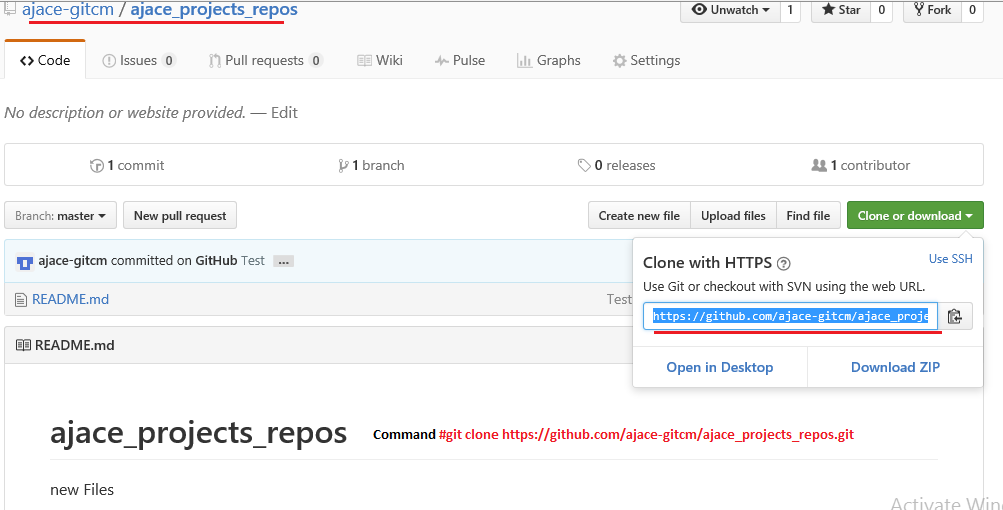 ajace-gitcm / ajace_projects_repos
Unwatch 1 Star 0 Fork 0
Code Issues 0 Pull requests 0 Wiki Pulse Graphs Settings
No description or website provided. — Edit
1 commit 1 branch 0 releases 1 contributor
Branch: master New pull request Create new file Upload files Find file Clone or download
ajace-gitcm committed on GitHub Test ...
Clone with HTTPS ? Use SSH
Use Git or checkout with SVN using the web URL.
README.md Test
https://github.com/ajace-gitcm/ajace_proje
README.md
Open in Desktop Download ZIP
ajace_projects_repos Command #git clone https://github.com/ajace-gitcm/ajace_projects_repos.git
new Files
Activate Win